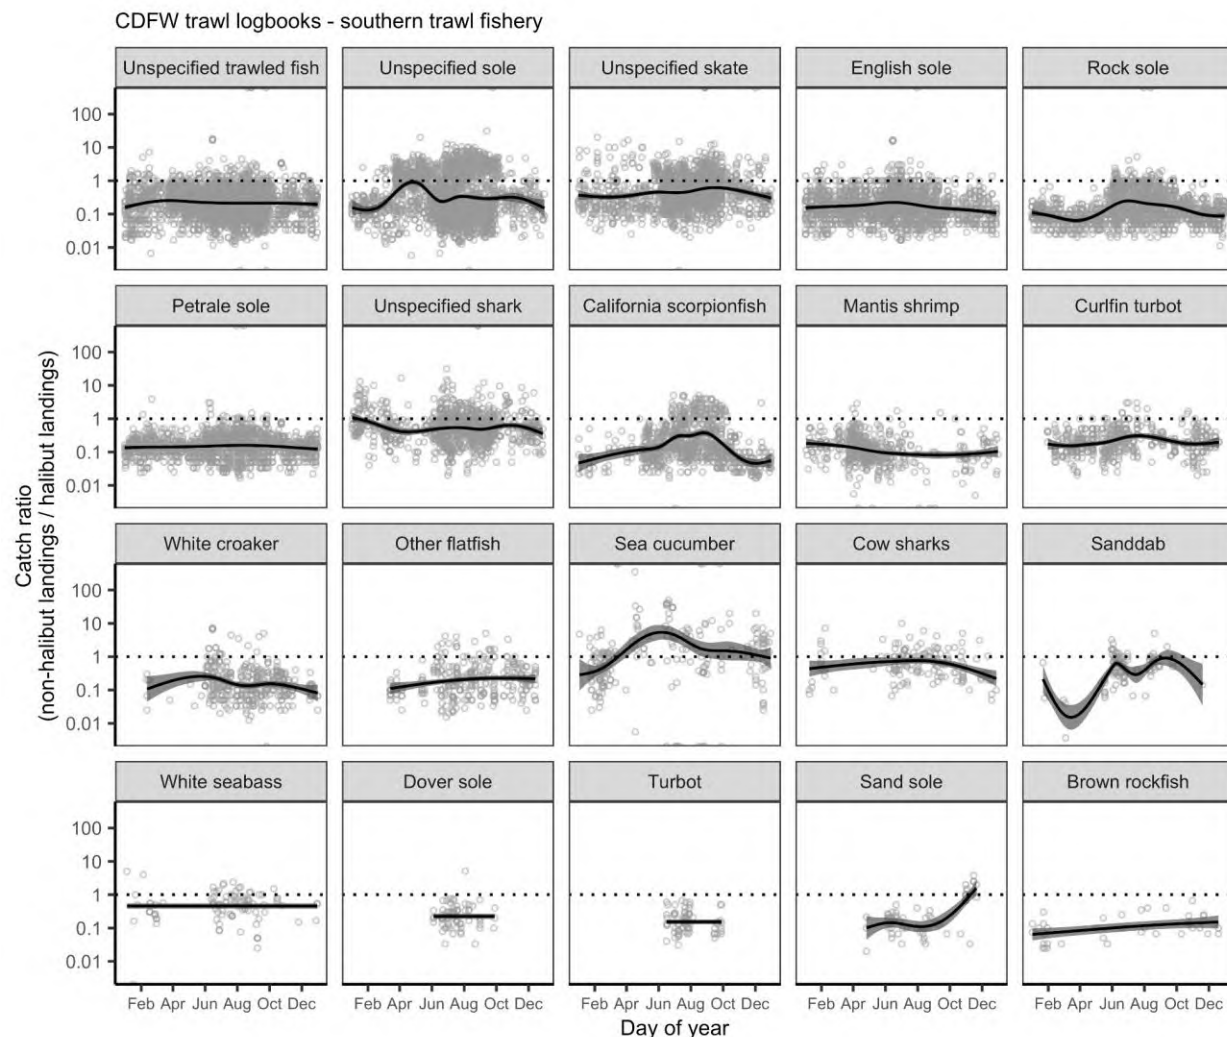 CDFW trawl logbooks - southern trawl fishery
Unspecified trawled fish
Unspecified sole
Unspecified skate
English sole
Rock sole
100
10
1
0.1
0.01
Petrale sole
Unspecified shark
California scorpionfish
Mantis shrimp
Curlfin turbot
100
10
1
0.1
0.01
Catch ratio
(non-halibut landings / halibut landings)
White croaker
Other flatfish
Sea cucumber
Cow sharks
Sanddab
100
10
1
0.1
0.01
White seabass
Dover sole
Turbot
Sand sole
Brown rockfish
100
10
1
0.1
0.01
Feb Apr Jun Aug Oct Dec
Feb Apr Jun Aug Oct Dec
Feb Apr Jun Aug Oct Dec
Feb Apr Jun Aug Oct Dec
Feb Apr Jun Aug Oct Dec
Day of year